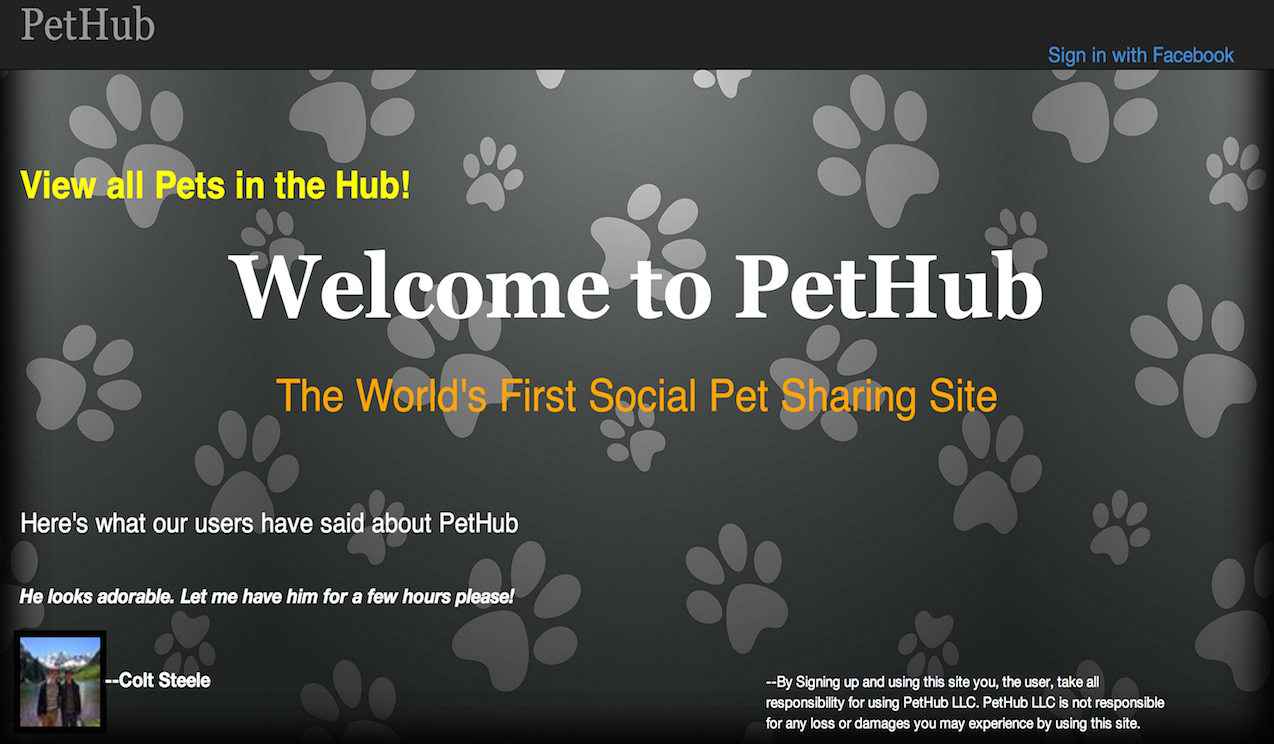 PetHub
Sign in with Facebook
View all Pets in the Hub!
Welcome to PetHub
The World's First Social Pet Sharing Site
Here's what our users have said about PetHub
He looks adorable. Let me have him for a few hours please!
--Colt Steele
--By Signing up and using this site you, the user, take all
responsibility for using PetHub LLC. PetHub LLC is not responsible
for any loss or damages you may experience by using this site.